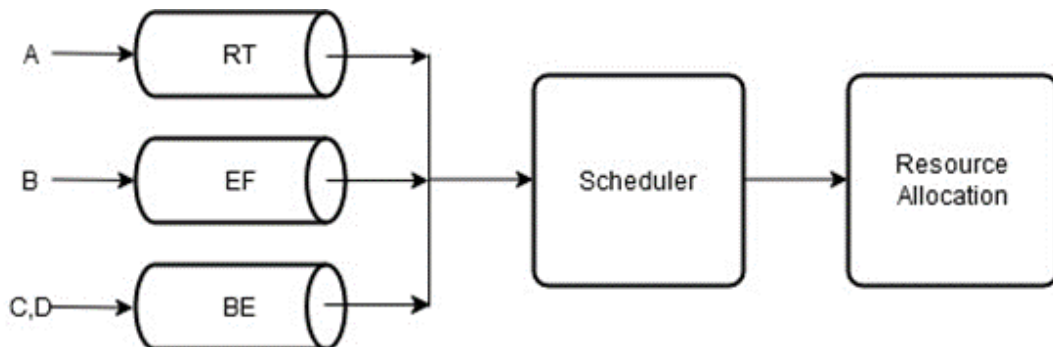 A
RT
B
EF
C,D
BE
Scheduler
Resource
Allocation